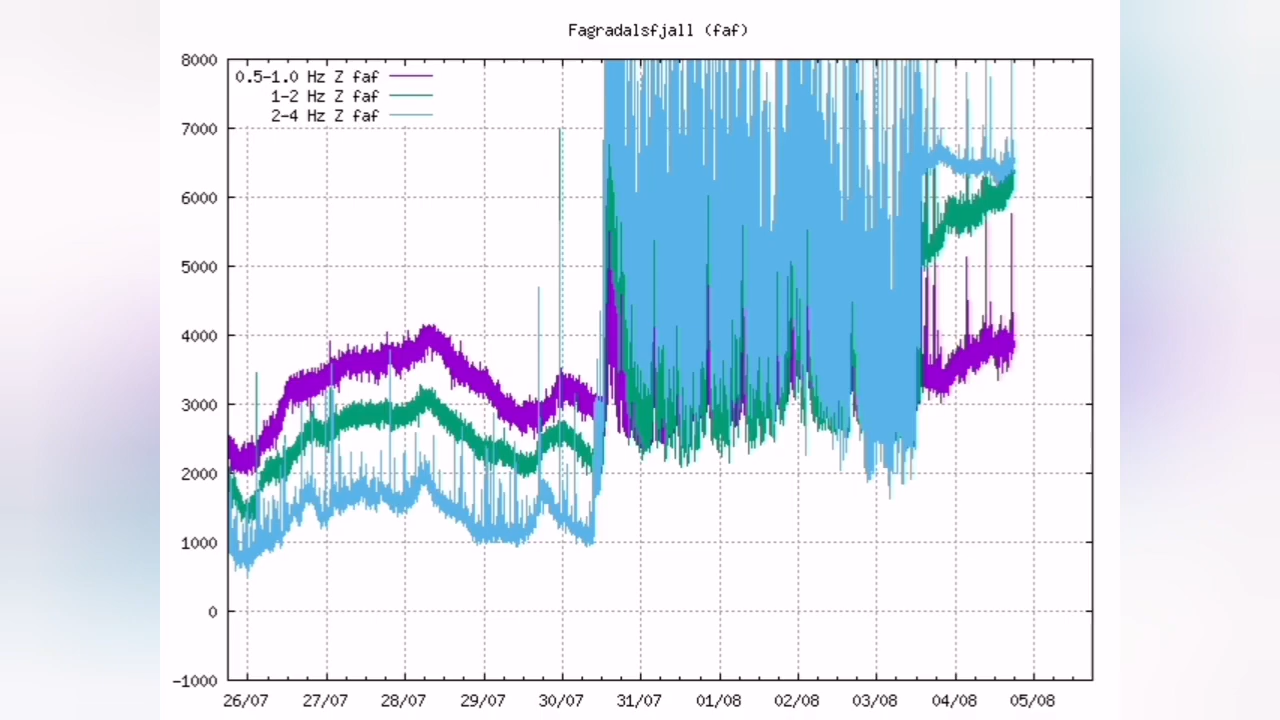 Fagradalsfjall (faf)
8000
0.5-1.0 Hz Z faf
1-2 Hz Z faf
2-4 Hz Z faf
7000
6000
5000
4000
3000
2000
1000
0
-1000
26/07 27/07 28/07 29/07 30/07 31/07 01/08 02/08 03/08 04/08 05/08